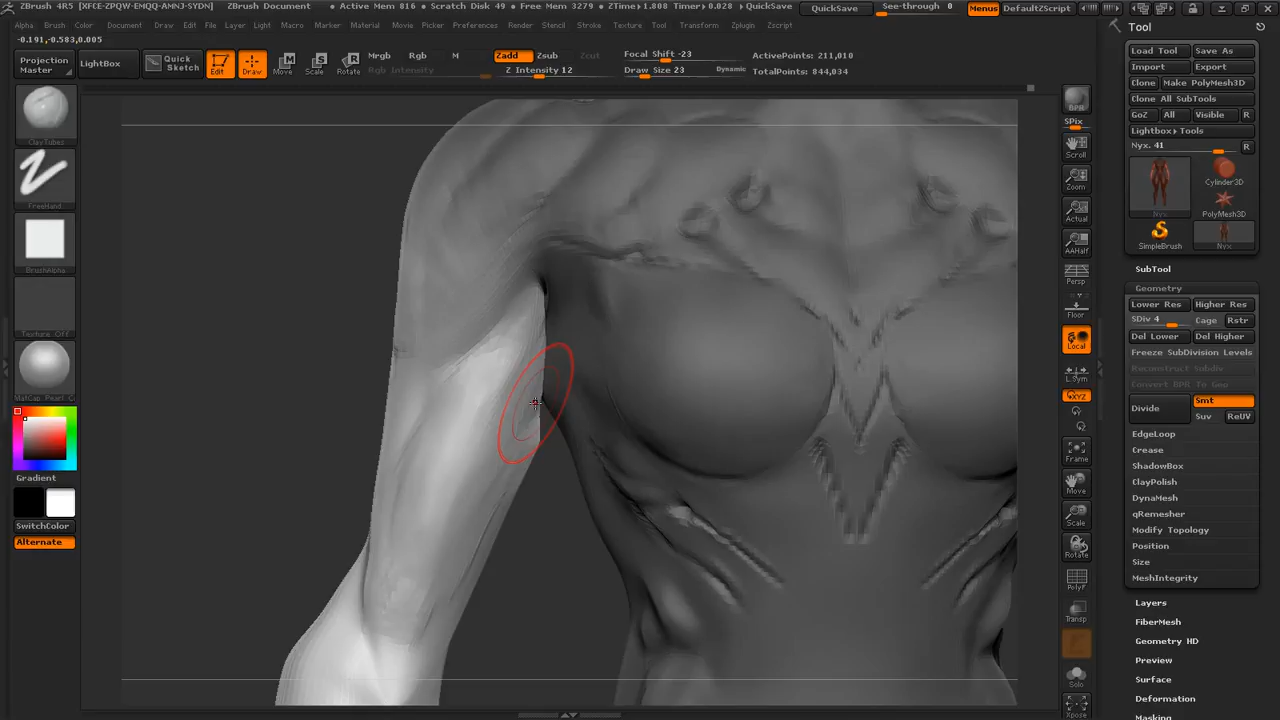 ZBrush 4R5 [XFCE-ZPQW-EMQQ-AMNJ-SYDN] ZBrush Document ● Active Mem 816 ● Scratch Disk 49 ● Free Mem 3279 ● ZTime▸1.808 Timer▸0.028 ● QuickSave QuickSave See-through 0 Menus DefaultZScript
Alpha Brush Color Document Draw Edit File Layer Light Macro Marker Material Movie Picker Preferences Render Stencil Stroke Texture Tool Transform Zplugin Zscript
-0.191,-0.583,0.005
Projection Master
LightBox
Quick Sketch
Edit
Draw
Move
Scale
Rotate
Mrgb Rgb M Zadd Zsub Zcut
Rgb Intensity Z Intensity 12
Focal Shift -23
Draw Size 23 Dynamic
ActivePoints: 211,010
TotalPoints: 844,034
ClayTubes
FreeHand
BrushAlpha
Texture Off
MatCap Pearl Ca
Gradient
SwitchColor
Alternate
BPR
SPix
Scroll
Zoom
Actual
AAHalf
Persp
Floor
Local
L.Sym
XYZ
Frame
Move
Scale
Rotate
PolyF
Transp
Solo
Xpose
Tool
Load Tool Save As
Import Export
Clone Make PolyMesh3D
Clone All SubTools
GoZ All Visible R
Lightbox▸Tools
Nyx. 41 R
Nyx
Cylinder3D
PolyMesh3D
SimpleBrush
Nyx
SubTool
Geometry
Lower Res Higher Res
SDiv 4 Cage Rstr
Del Lower Del Higher
Freeze SubDivision Levels
Reconstruct Subdiv
Convert BPR To Geo
Divide Smt
Suv ReUV
EdgeLoop
Crease
ShadowBox
ClayPolish
DynaMesh
qRemesher
Modify Topology
Position
Size
MeshIntegrity
Layers
FiberMesh
Geometry HD
Preview
Surface
Deformation
Masking